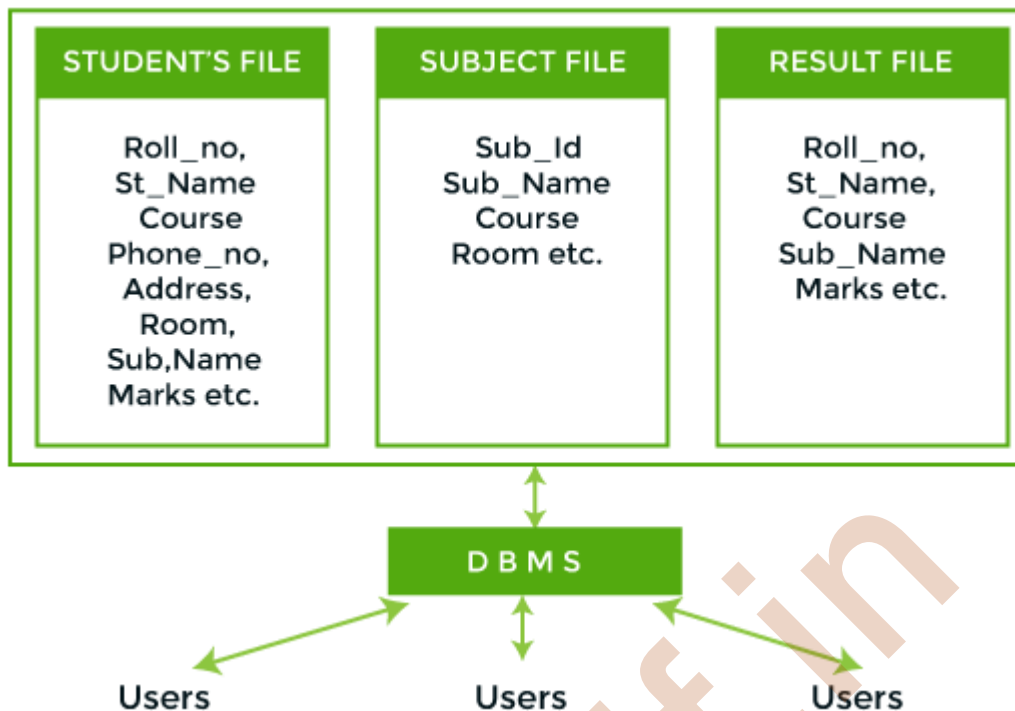 STUDENT'S FILE
Roll_no,
St_Name
Course
Phone_no,
Address,
Room,
Sub,Name
Marks etc.
SUBJECT FILE
Sub_Id
Sub_Name
Course
Room etc.
RESULT FILE
Roll_no,
St_Name,
Course
Sub_Name
Marks etc.
D B M S
Users
Users
Users